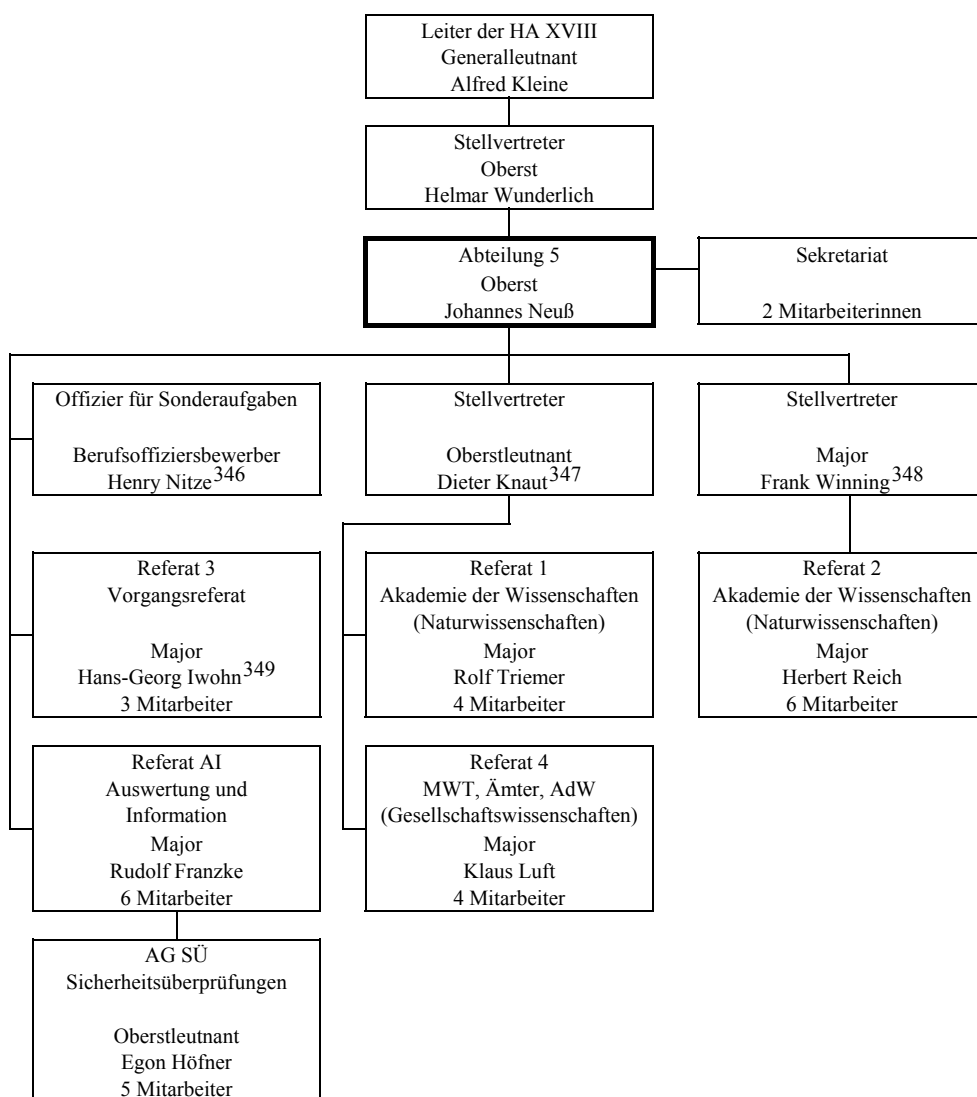 Leiter der HA XVIII
Generalleutnant
Alfred Kleine
Stellvertreter
Oberst
Helmar Wunderlich
Abteilung 5
Oberst
Johannes Neuß
Sekretariat
2 Mitarbeiterinnen
Offizier für Sonderaufgaben
Berufsoffiziersbewerber
Henry Nitze346
Stellvertreter
Oberstleutnant
Dieter Knaut347
Stellvertreter
Major
Frank Winning348
Referat 3
Vorgangsreferat
Major
Hans-Georg Iwohn349
3 Mitarbeiter
Referat 1
Akademie der Wissenschaften
(Naturwissenschaften)
Major
Rolf Triemer
4 Mitarbeiter
Referat 2
Akademie der Wissenschaften
(Naturwissenschaften)
Major
Herbert Reich
6 Mitarbeiter
Referat AI
Auswertung und
Information
Major
Rudolf Franzke
6 Mitarbeiter
Referat 4
MWT, Ämter, AdW
(Gesellschaftswissenschaften)
Major
Klaus Luft
4 Mitarbeiter
AG SÜ
Sicherheitsüberprüfungen
Oberstleutnant
Egon Höfner
5 Mitarbeiter